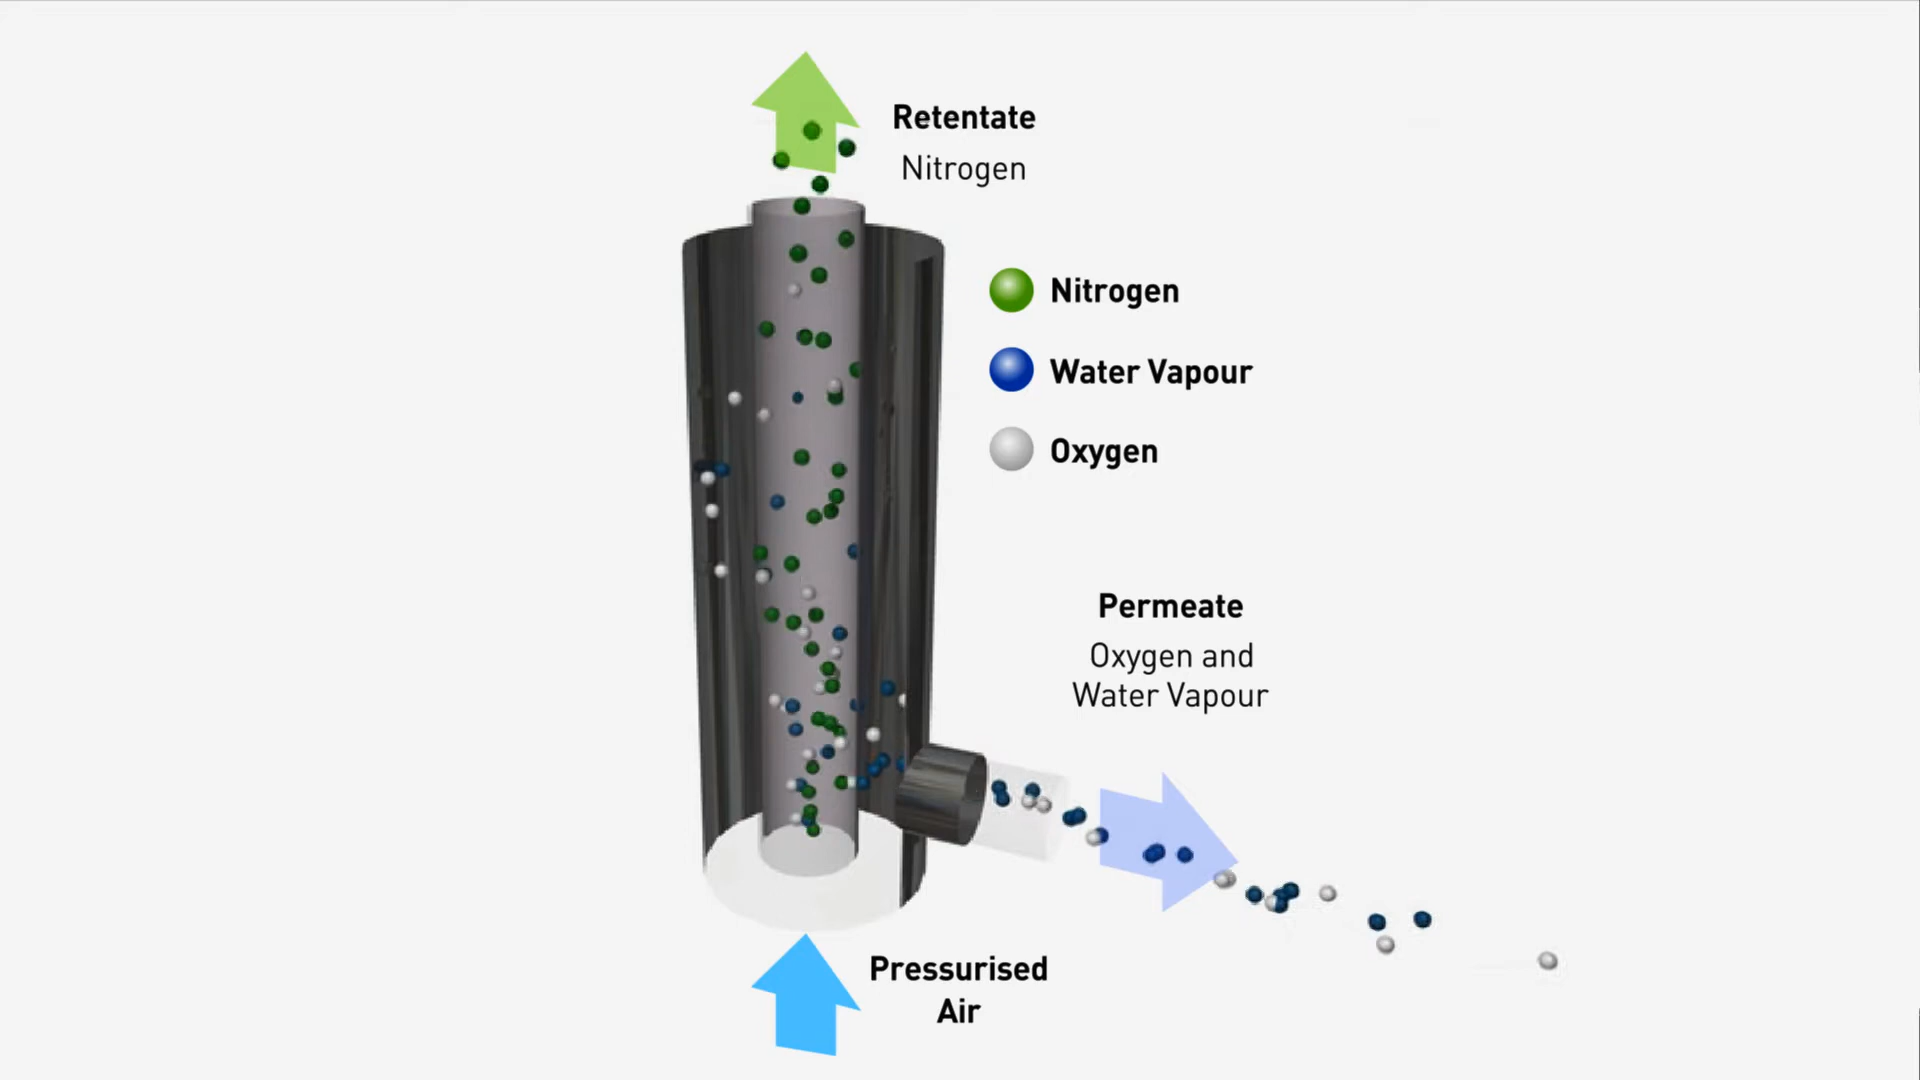 Retentate
Nitrogen
Nitrogen
Water Vapour
Oxygen
Permeate
Oxygen and
Water Vapour
Pressurised
Air